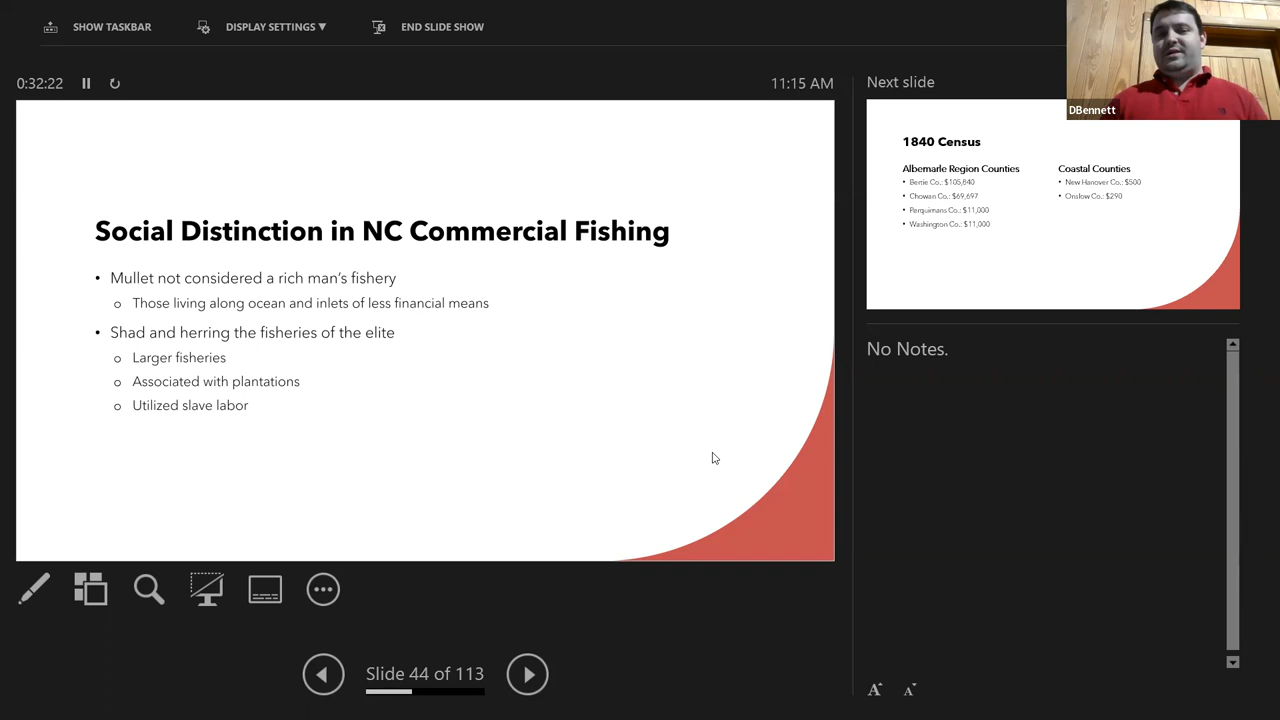 SHOW TASKBAR
DISPLAY SETTINGS ▼
END SLIDE SHOW
0:32:22
11:15 AM
Social Distinction in NC Commercial Fishing
• Mullet not considered a rich man's fishery
o Those living along ocean and inlets of less financial means
• Shad and herring the fisheries of the elite
o Larger fisheries
o Associated with plantations
o Utilized slave labor
Slide 44 of 113
Next slide
DBennett
1840 Census
Albemarle Region Counties
• Bertie Co.: $105,840
• Chowan Co.: $69,697
• Perquimans Co.: $11,000
• Washington Co.: $11,000
Coastal Counties
• New Hanover Co.: $500
• Onslow Co.: $290
No Notes.
A A